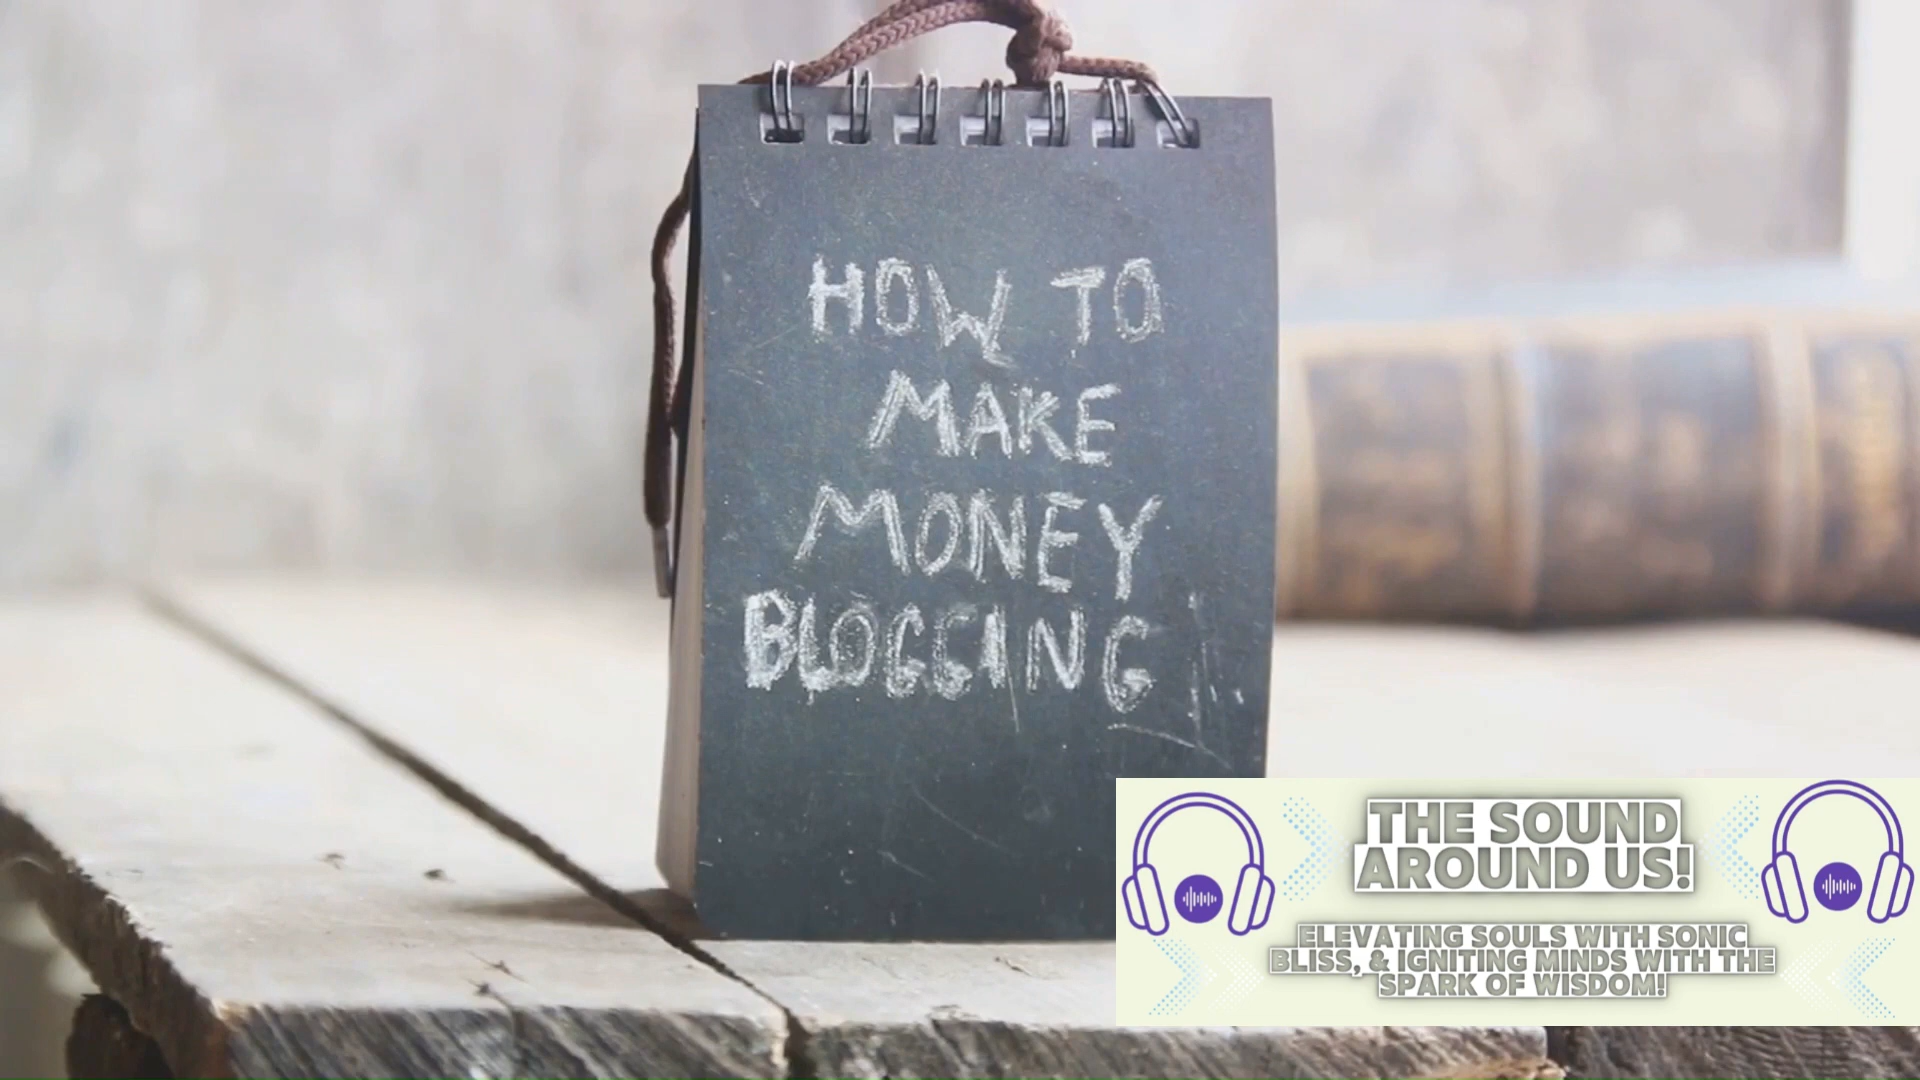 HOW TO
MAKE
MONEY
BLOGGING
THE SOUND
AROUND US!
ELEVATING SOULS WITH SONIC
BLISS, & IGNITING MINDS WITH THE
SPARK OF WISDOM!